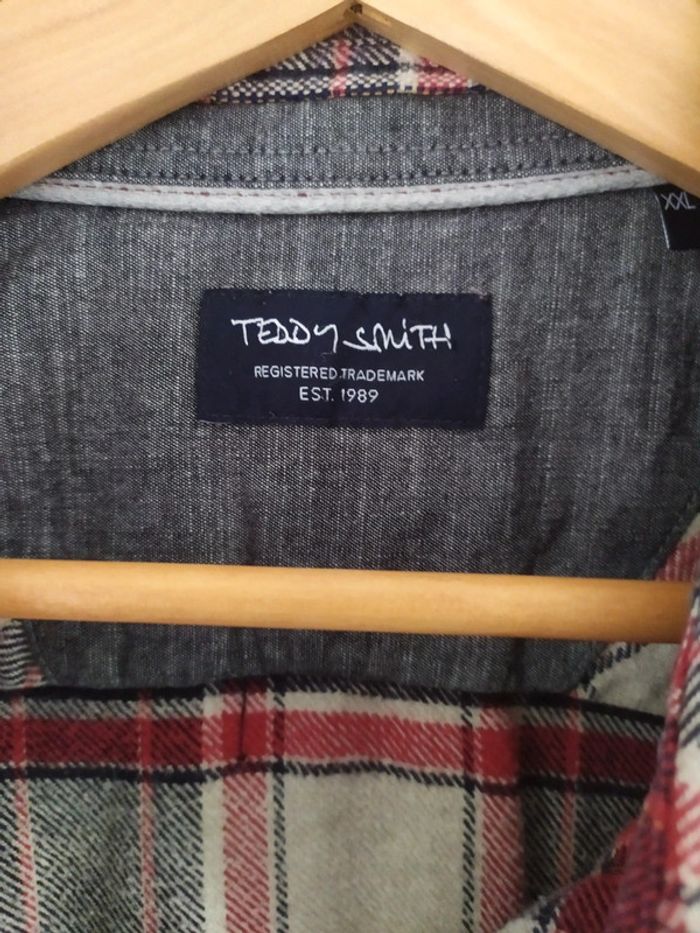 XXL
TEDDY SMITH
REGISTERED TRADEMARK
EST. 1989